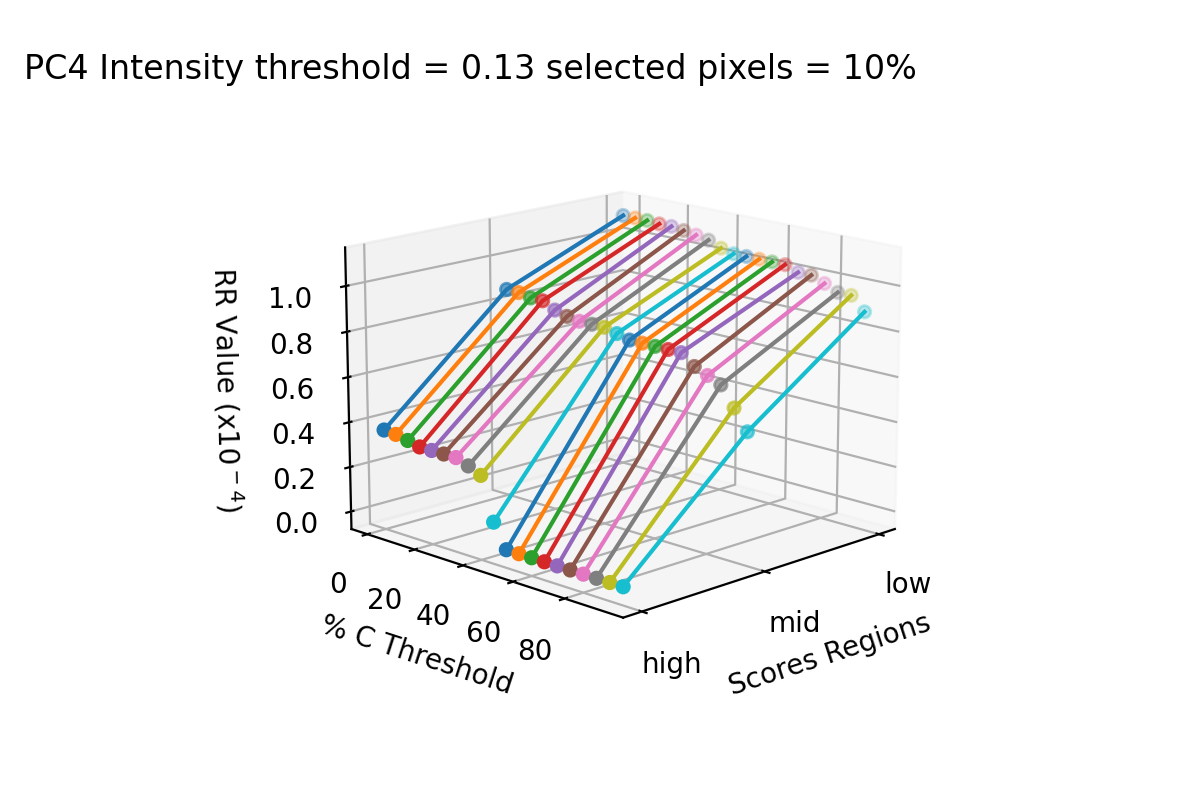 PC4 Intensity threshold = 0.13 selected pixels = 10%
RR Value (x10⁻⁴)
1.0
0.8
0.6
0.4
0.2
0.0
0
20
40
60
80
% C Threshold
high
mid
low
Scores Regions